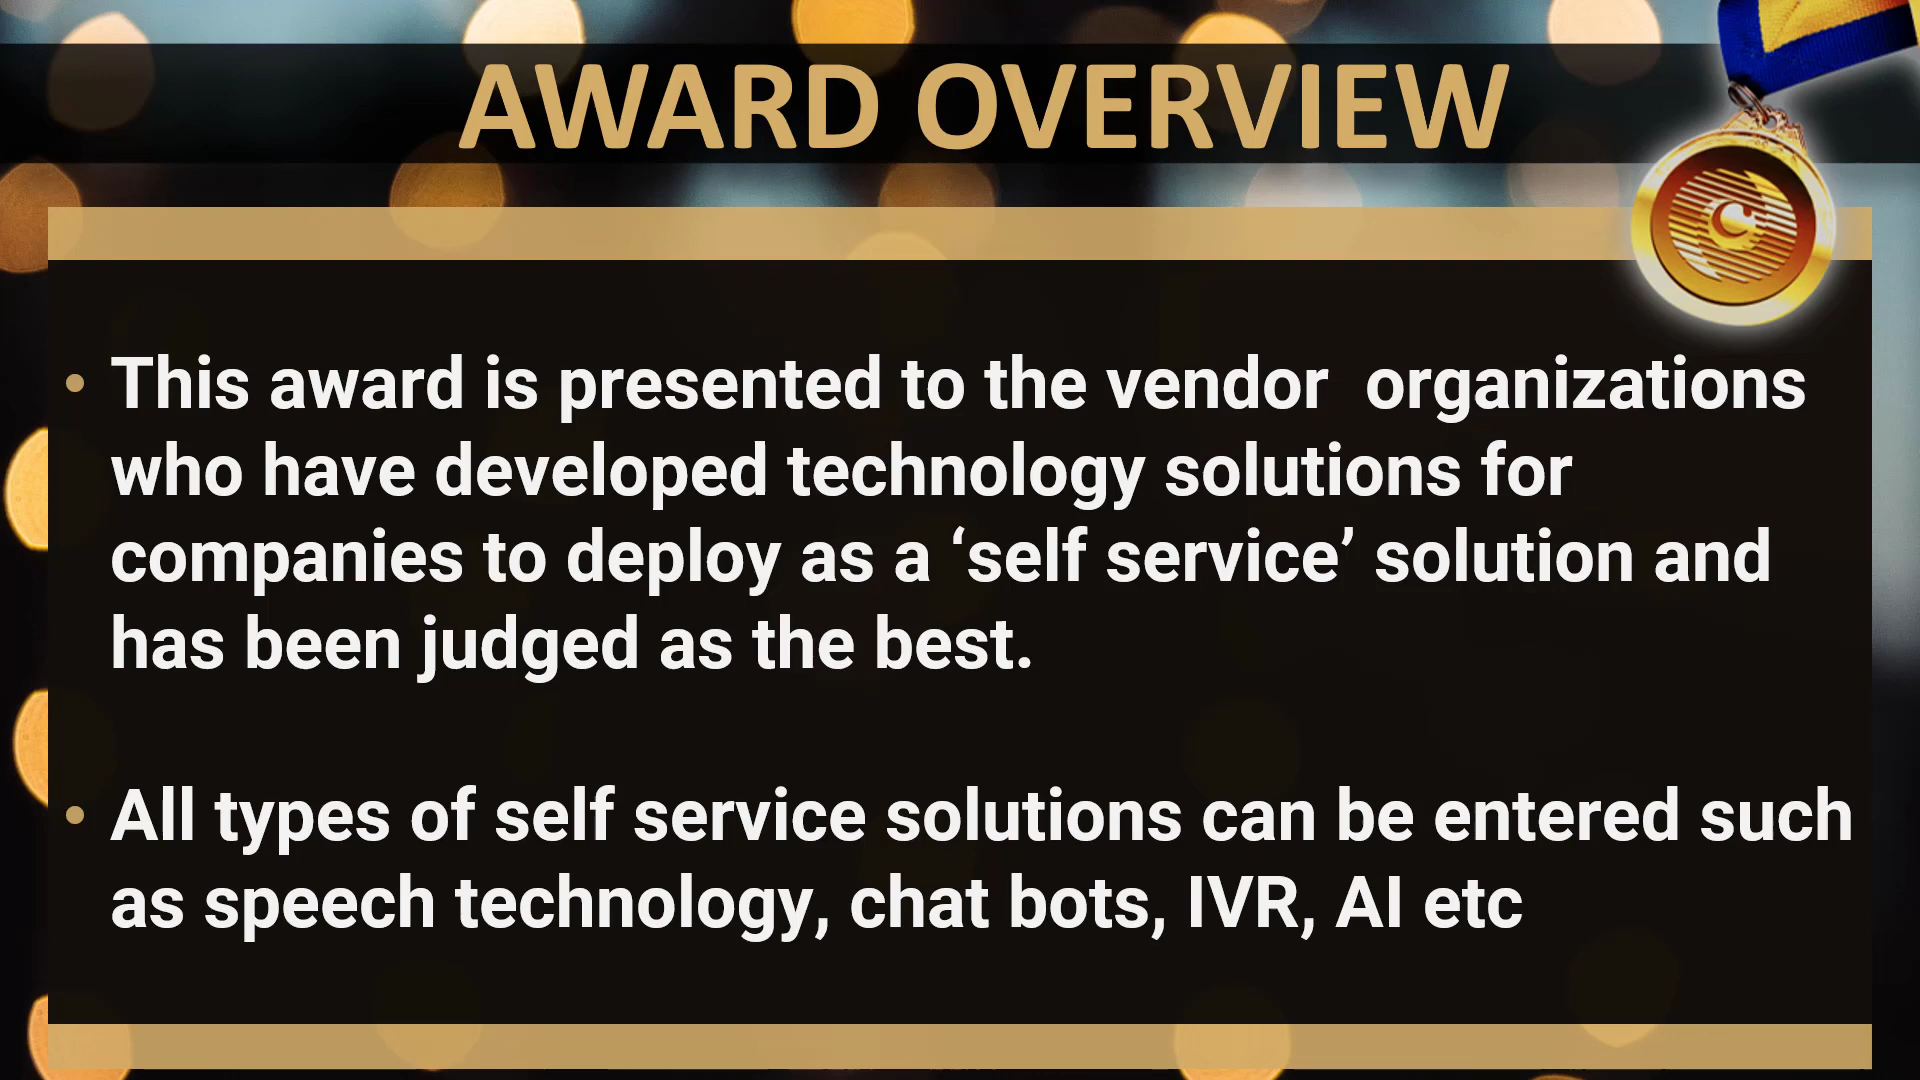 AWARD OVERVIEW
• This award is presented to the vendor  organizations
who have developed technology solutions for
companies to deploy as a ‘self service’ solution and
has been judged as the best.
• All types of self service solutions can be entered such
as speech technology, chat bots, IVR, AI etc